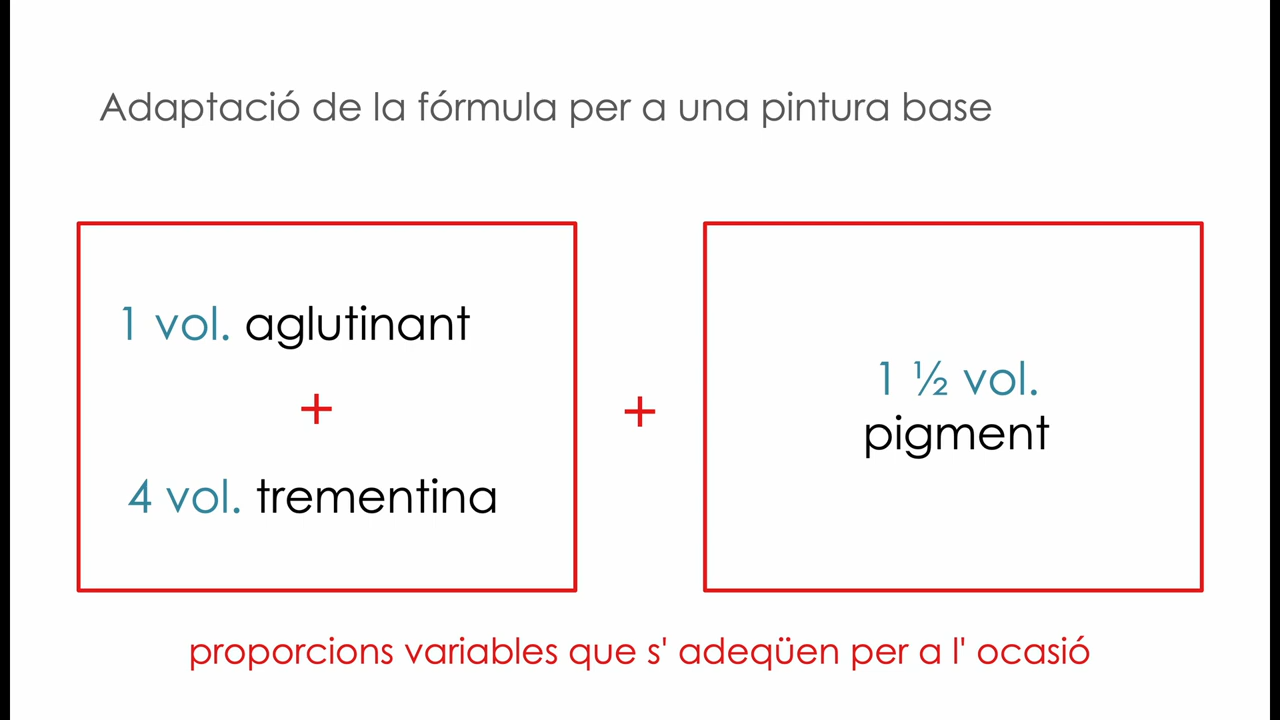 Adaptació de la fórmula per a una pintura base
1 vol. aglutinant
+
4 vol. trementina
+
1 ½ vol.
pigment
proporcions variables que s' adeqüen per a l' ocasió